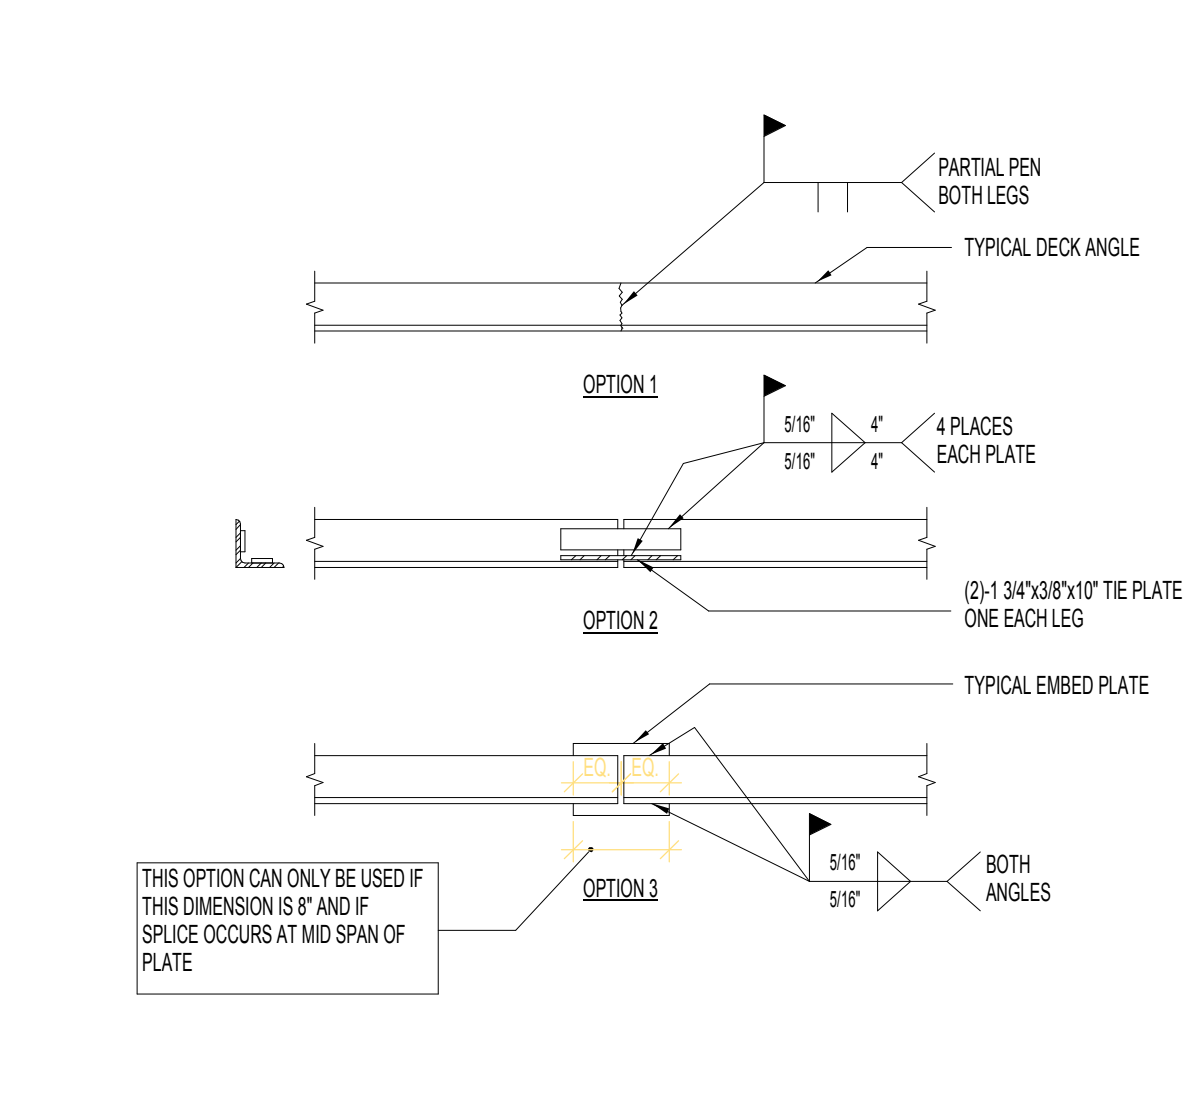 PARTIAL PEN
BOTH LEGS
TYPICAL DECK ANGLE
OPTION 1
5/16" 4"
5/16" 4"
4 PLACES
EACH PLATE
(2)-1 3/4"x3/8"x10" TIE PLATE
ONE EACH LEG
OPTION 2
TYPICAL EMBED PLATE
EQ. EQ.
5/16"
5/16"
BOTH
ANGLES
OPTION 3
THIS OPTION CAN ONLY BE USED IF
THIS DIMENSION IS 8" AND IF
SPLICE OCCURS AT MID SPAN OF
PLATE